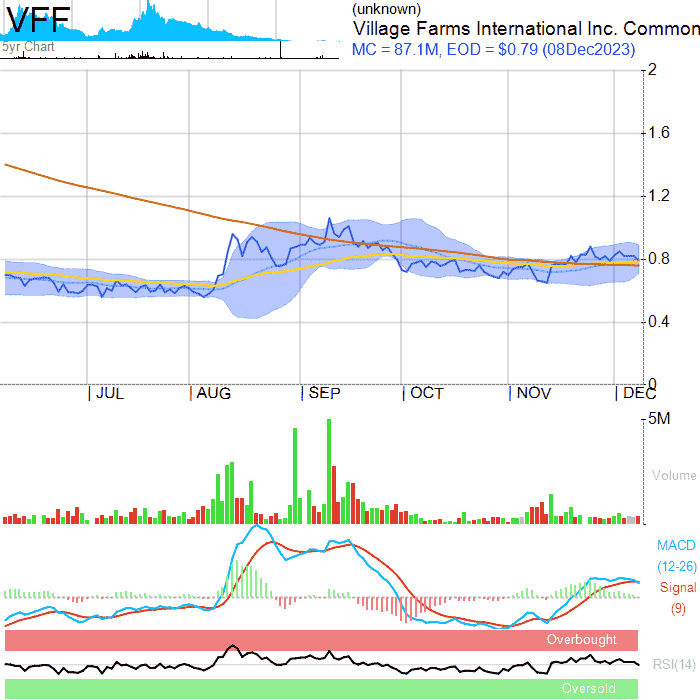 VFF
5yr Chart
(unknown)
Village Farms International Inc. Common
MC = 87.1M, EOD = $0.79 (08Dec2023)
2
1.6
1.2
0.8
0.4
0
JUL AUG SEP OCT NOV DEC
5M
Volume
MACD
(12-26)
Signal
(9)
Overbought
RSI(14)
Oversold